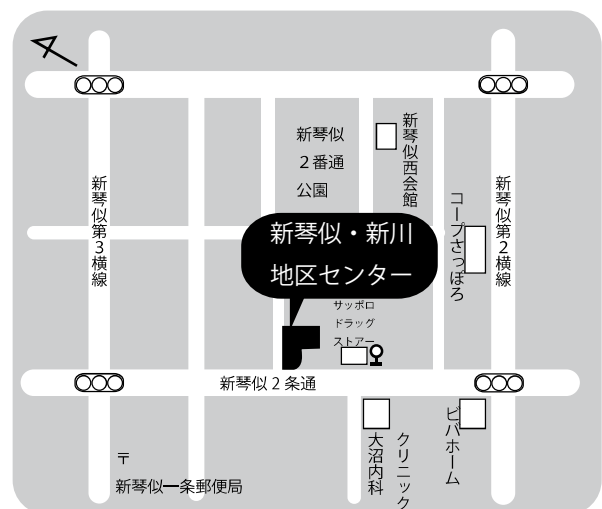 新琴似
２番通
公園
新琴似西会館
新琴似第３横線
コープさっぽろ
新琴似第２横線
新琴似・新川
地区センター
サッポロ
ドラッグ
ストアー
新琴似２条通
大沼内科
クリニック
ビバホーム
〒
新琴似一条郵便局